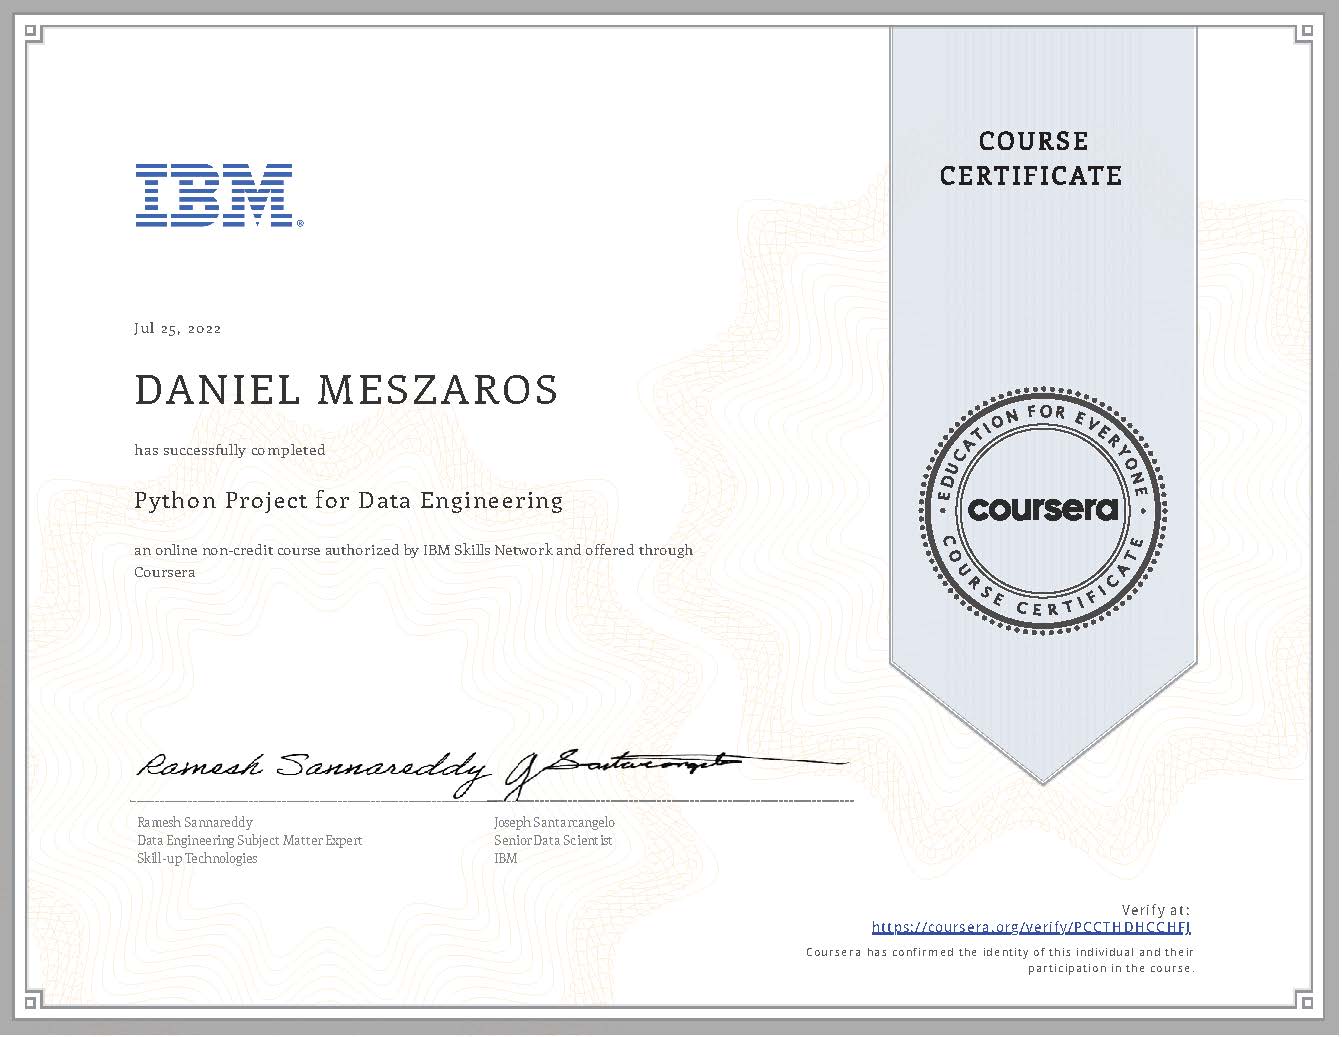 IBM®
COURSE
CERTIFICATE
Jul 25, 2022
DANIEL MESZAROS
has successfully completed
Python Project for Data Engineering
an online non-credit course authorized by IBM Skills Network and offered through
Coursera
EDUCATION FOR EVERYONE
coursera
COURSE CERTIFICATE
Ramesh Sannareddy
J Santarcangelo
Ramesh Sannareddy
Data Engineering Subject Matter Expert
Skill-up Technologies
Joseph Santarcangelo
Senior Data Scientist
IBM
Verify at:
https://coursera.org/verify/PCCTHDHCCHFJ
Coursera has confirmed the identity of this individual and their
participation in the course.